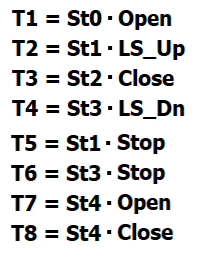 T1 = St0 · Open
T2 = St1 · LS_Up
T3 = St2 · Close
T4 = St3 · LS_Dn
T5 = St1 · Stop
T6 = St3 · Stop
T7 = St4 · Open
T8 = St4 · Close